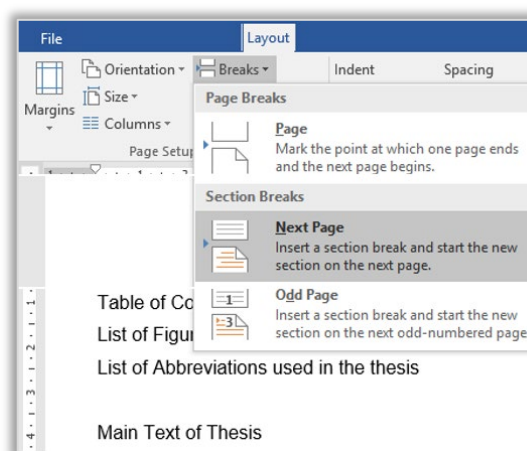 File Layout
Orientation Breaks Indent Spacing
Size
Margins
Columns
Page Setu
Page Breaks
Page
Mark the point at which one page ends
and the next page begins.
Section Breaks
Next Page
Insert a section break and start the new
section on the next page.
Odd Page
Insert a section break and start the new
section on the next odd-numbered page
Table of Co
List of Figur
List of Abbreviations used in the thesis
Main Text of Thesis